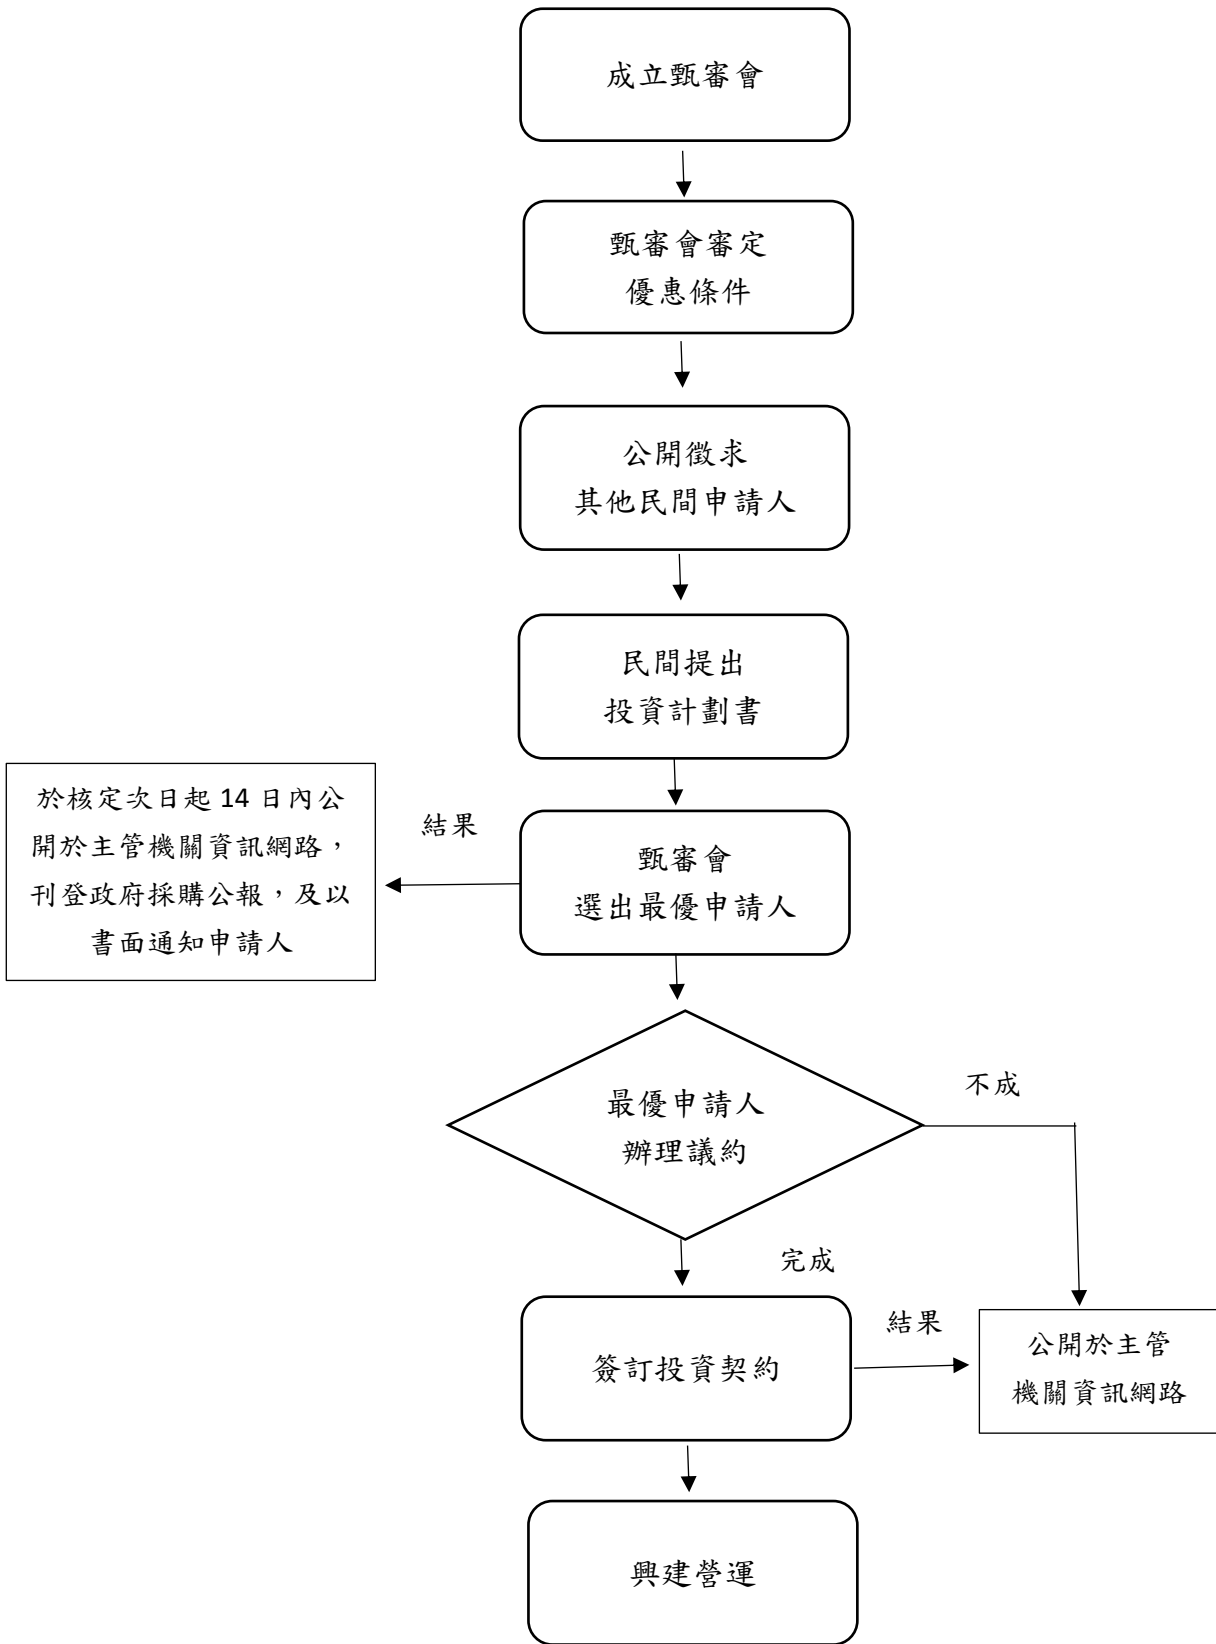 成立甄審會
甄審會審定
優惠條件
公開徵求
其他民間申請人
民間提出
投資計劃書
於核定次日起 14 日內公
開於主管機關資訊網路，
刊登政府採購公報，及以
書面通知申請人
結果
甄審會
選出最優申請人
最優申請人
辦理議約
不成
完成
簽訂投資契約
結果
公開於主管
機關資訊網路
興建營運